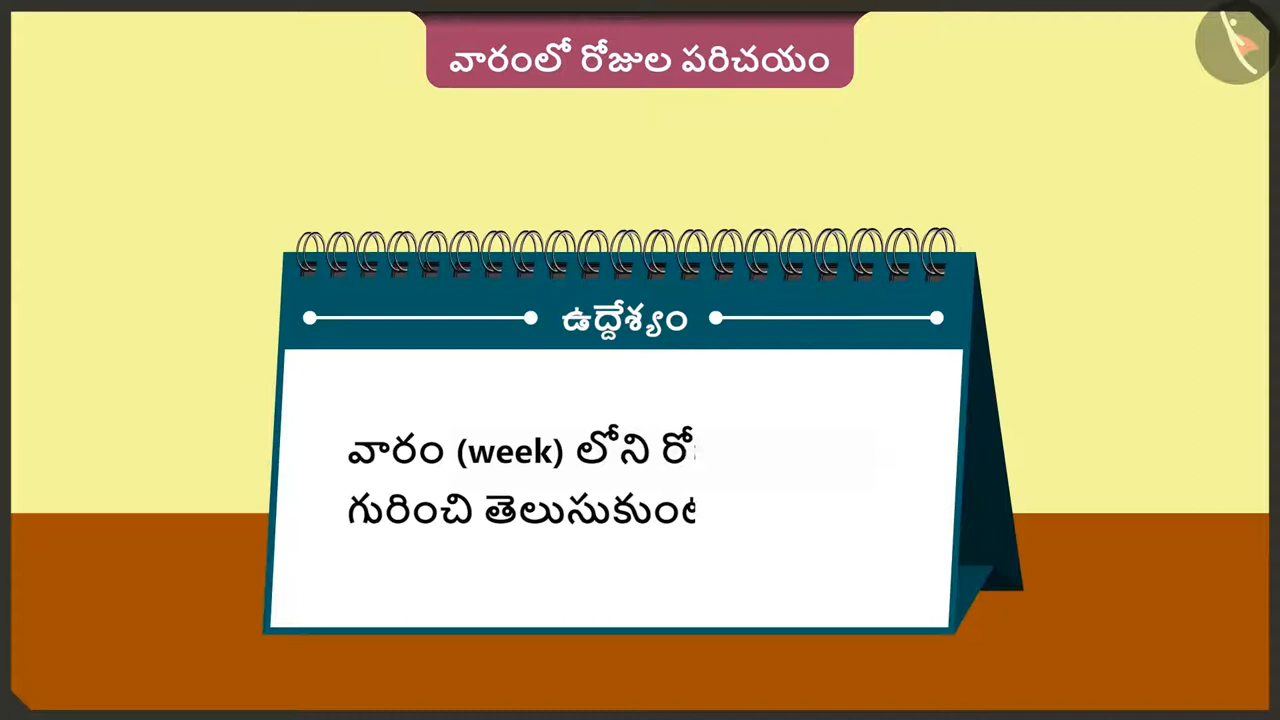 వారంలో రోజుల పరిచయం
ఉద్దేశ్యం
వారం (week) లోని
గురించి